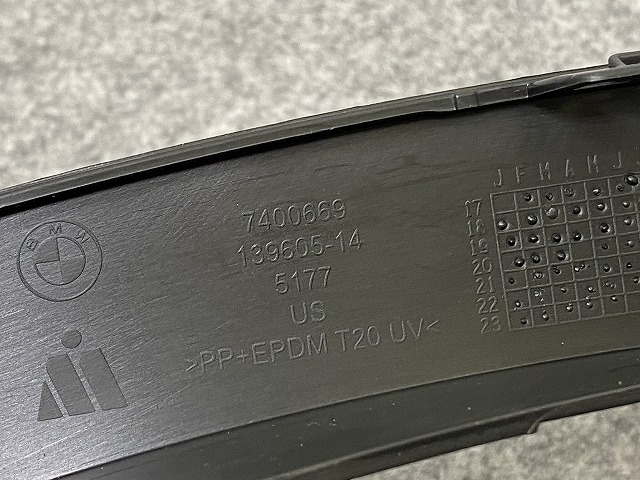 BMW
7400669
139605-14
5177
US
>PP+EPDM T20 UV<
J F M A M J
17
18
19
20
21
22
23